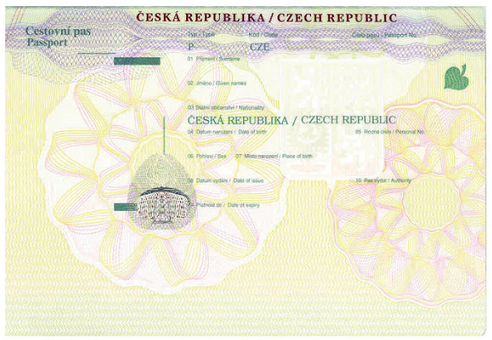 ČESKÁ REPUBLIKA / CZECH REPUBLIC
Cestovní pas
Passport
Typ / Type Kód / Code Číslo pasu / Passport No.
P CZE
01 Příjmení / Surname
02 Jméno / Given names
03 Státní občanství / Nationality
ČESKÁ REPUBLIKA / CZECH REPUBLIC
04 Datum narození / Date of birth 05 Rodné číslo / Personal No.
06 Pohlaví / Sex 07 Místo narození / Place of birth
08 Datum vydání / Date of issue 10 Pas vydal / Authority
Platnost do / Date of expiry